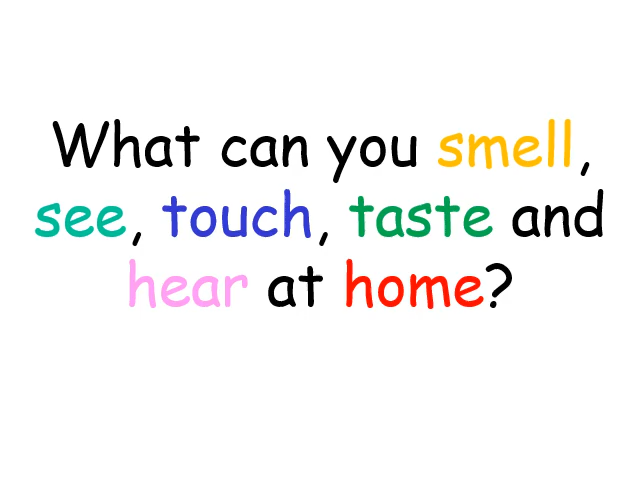 What can you smell,
see, touch, taste and
hear at home?